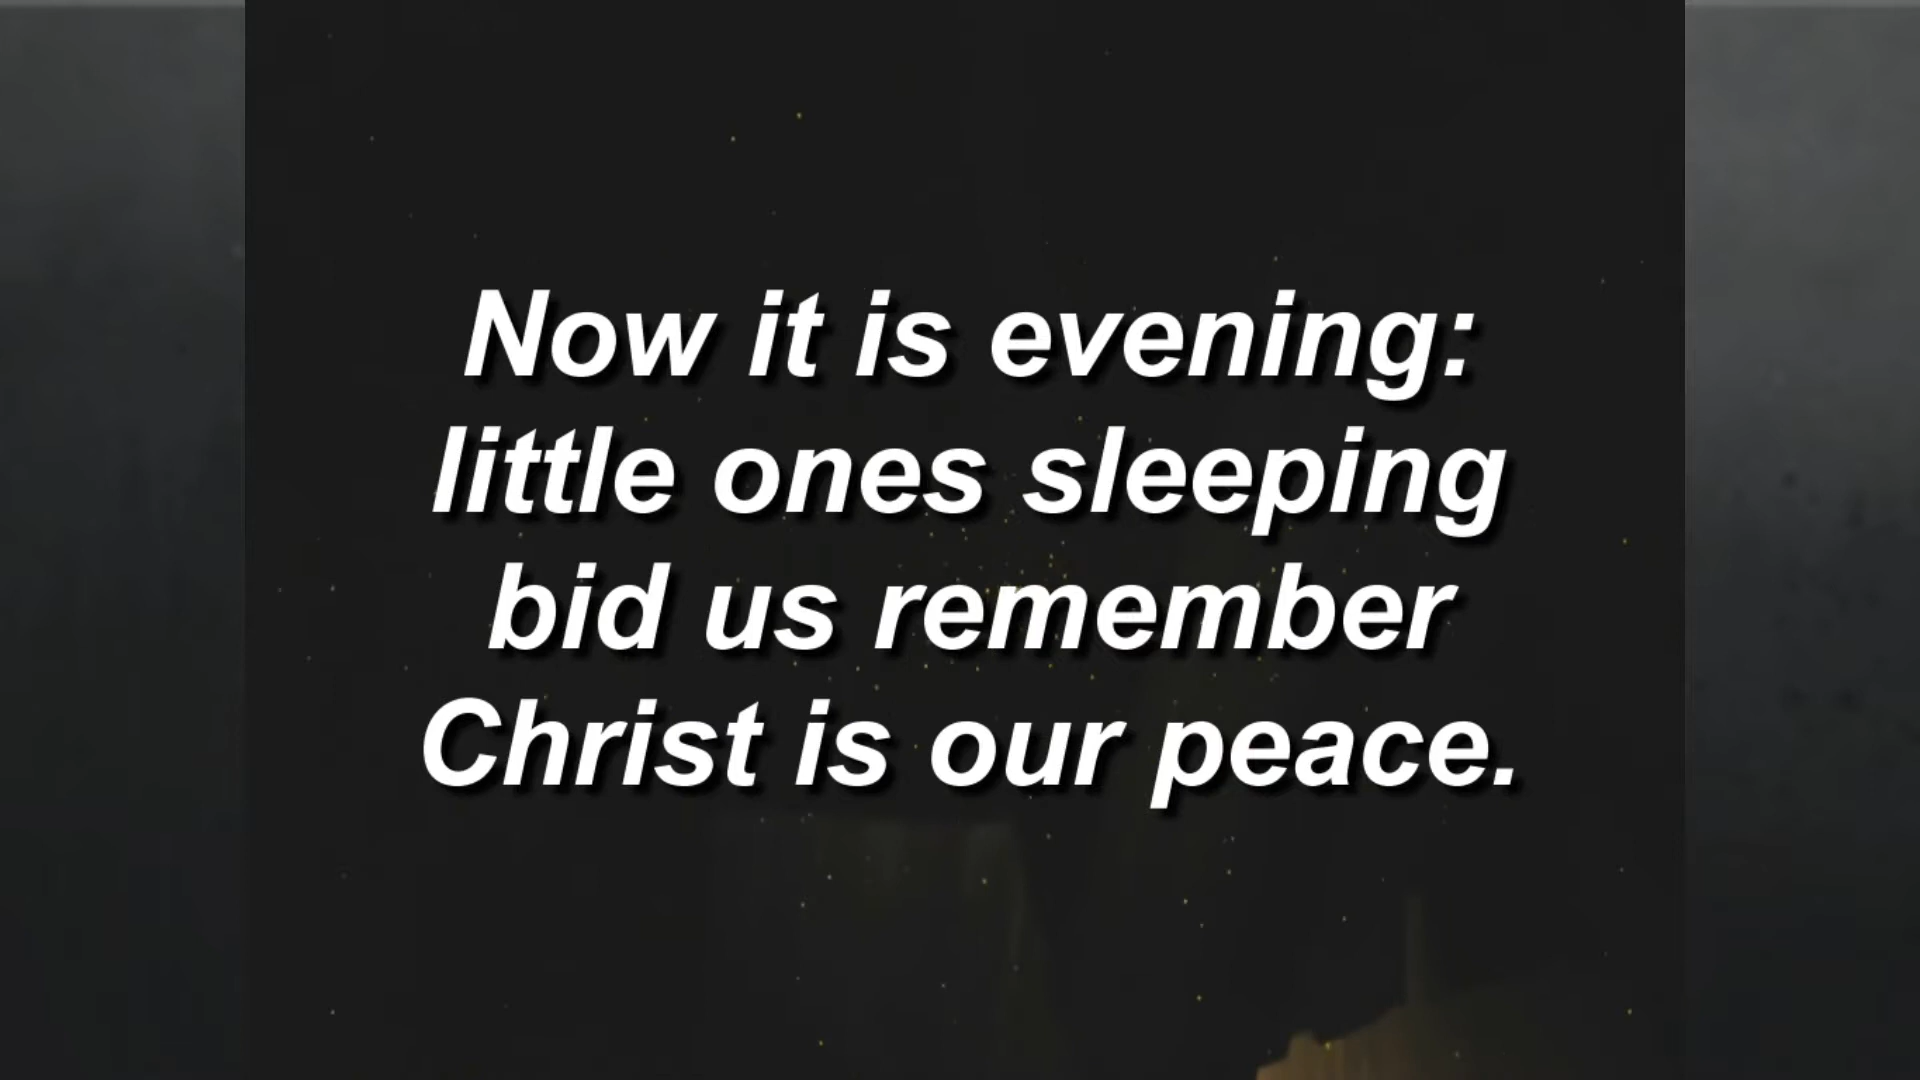 Now it is evening:
little ones sleeping
bid us remember
Christ is our peace.